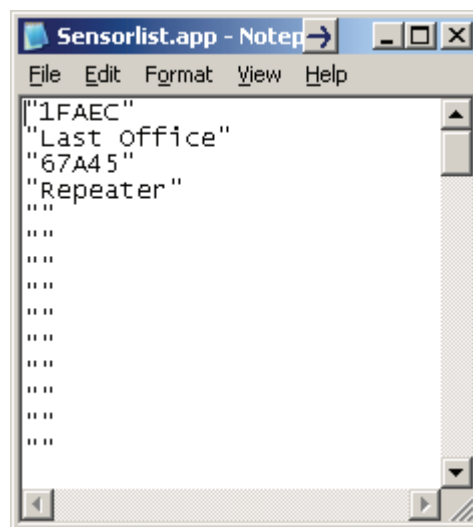 Sensorlist.app - Notep
File Edit Format View Help
"1FAEC"
"Last Office"
"67A45"
"Repeater"
""
""
""
""
""
""
""
""
""
""